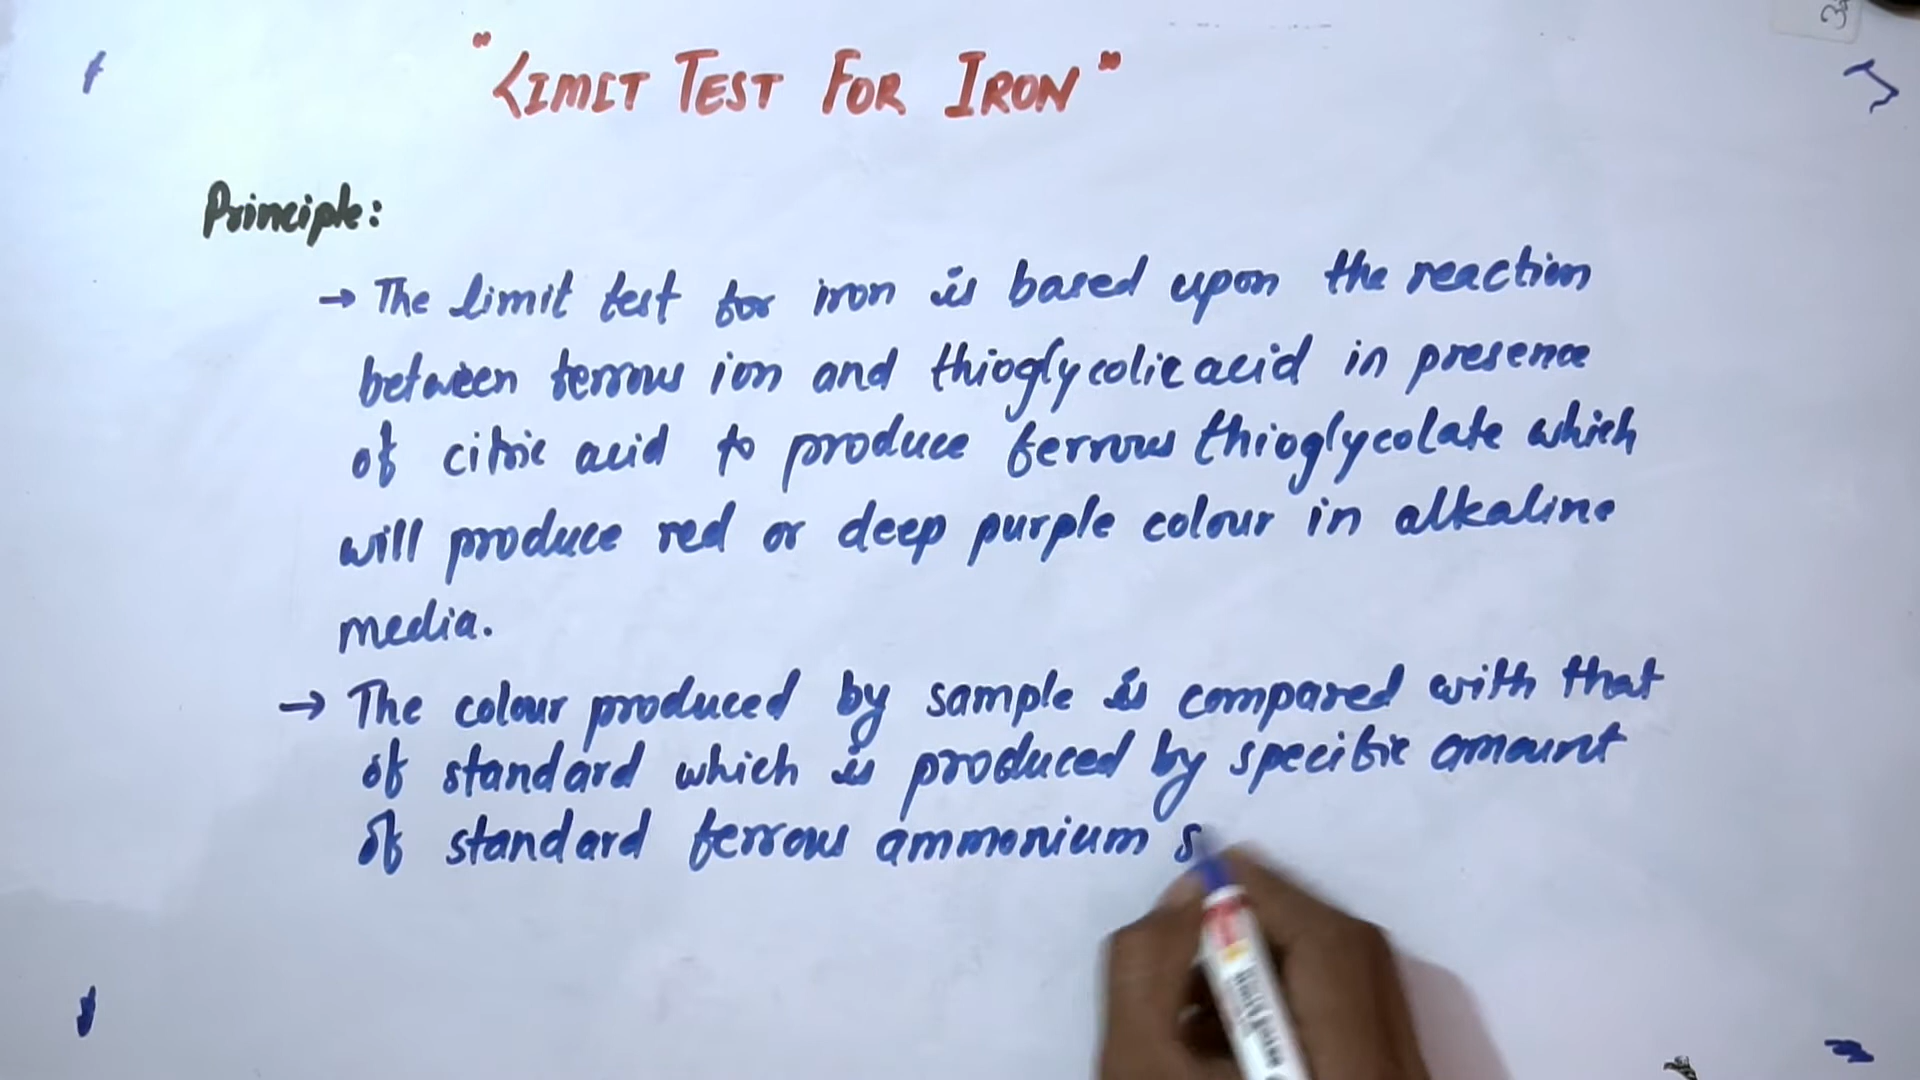 "LIMIT TEST FOR IRON"
Principle:
→ The limit test for iron is based upon the reaction
between ferrous ion and thioglycolic acid in presence
of citric acid to produce ferrous thioglycolate which
will produce red or deep purple colour in alkaline
media.
→ The colour produced by sample is compared with that
of standard which is produced by specific amount
of standard ferrous ammonium s